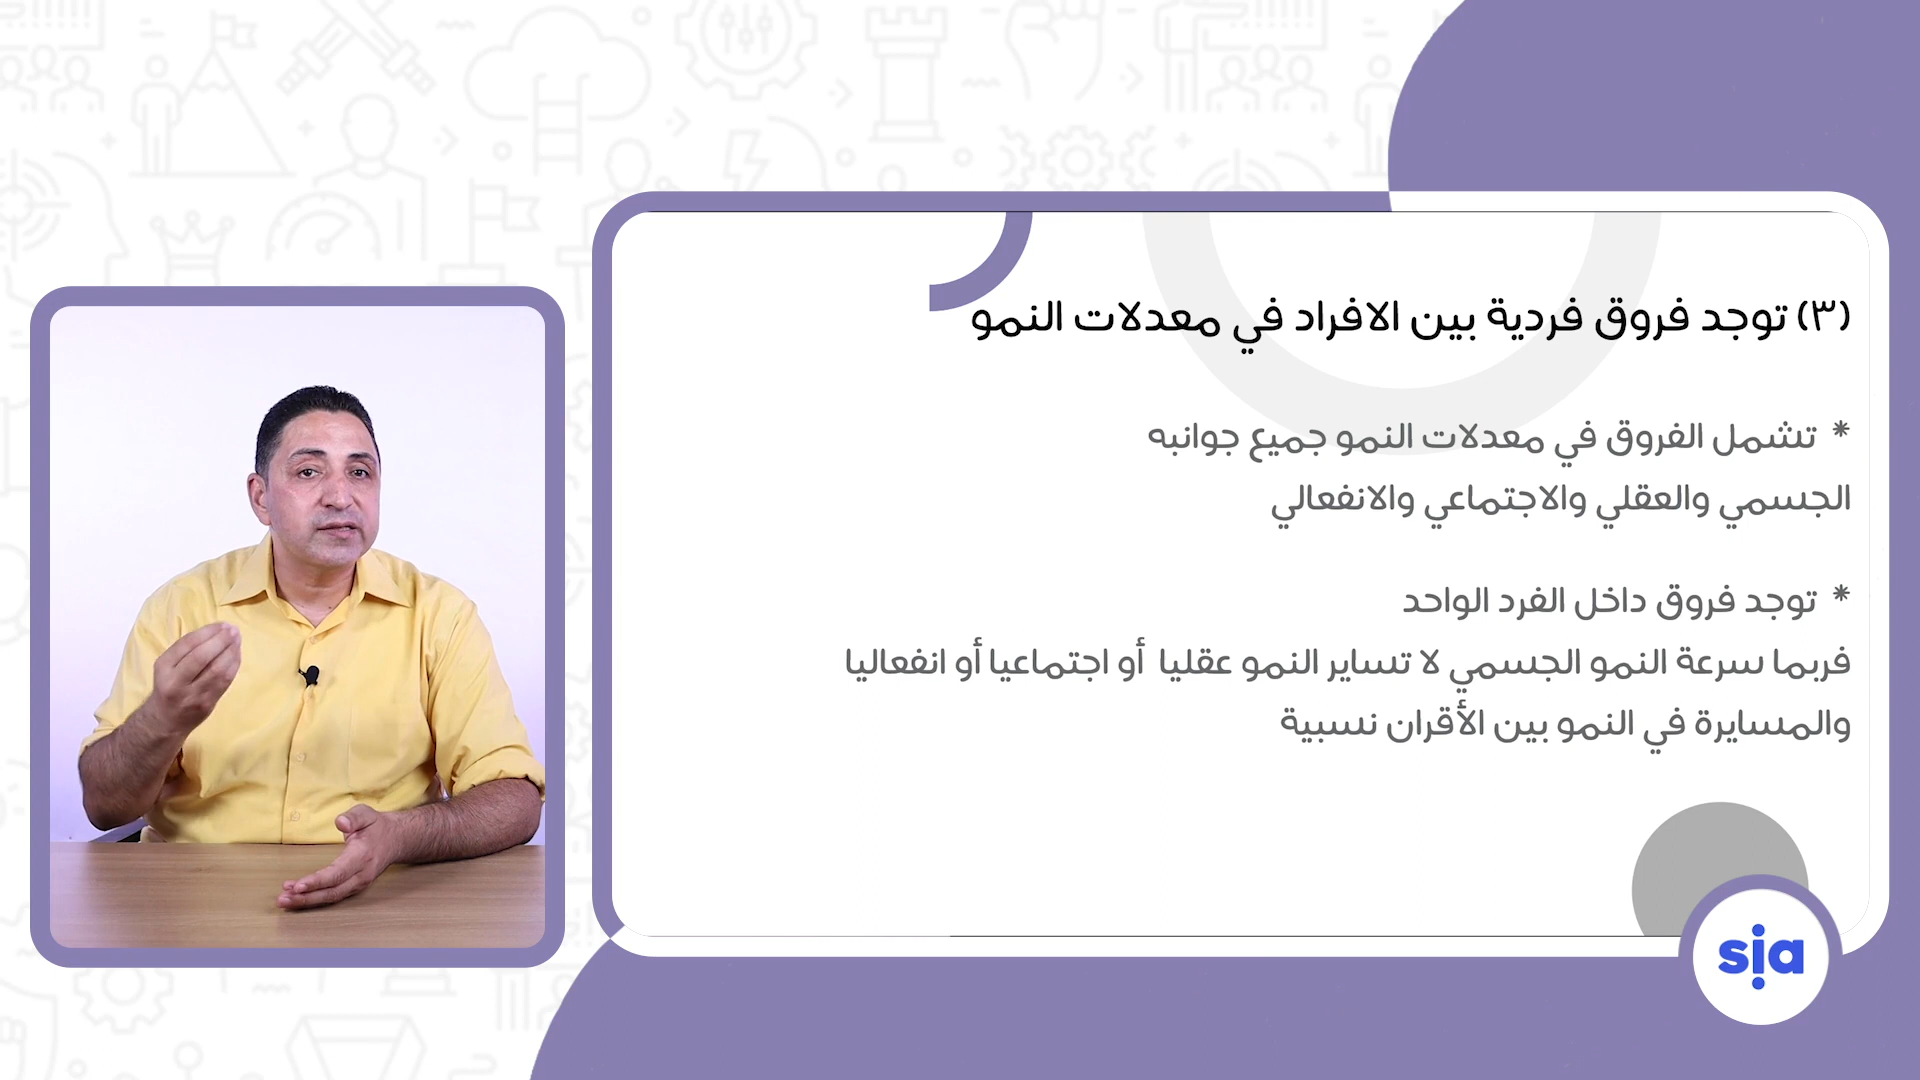 (٣) توجد فروق فردية بين الافراد في معدلات النمو
* تشمل الفروق في معدلات النمو جميع جوانبه
الجسمي والعقلي والاجتماعي والانفعالي
* توجد فروق داخل الفرد الواحد
فربما سرعة النمو الجسمي لا تساير النمو عقليا أو اجتماعيا أو انفعاليا
والمسايرة في النمو بين الأقران نسبية
sia